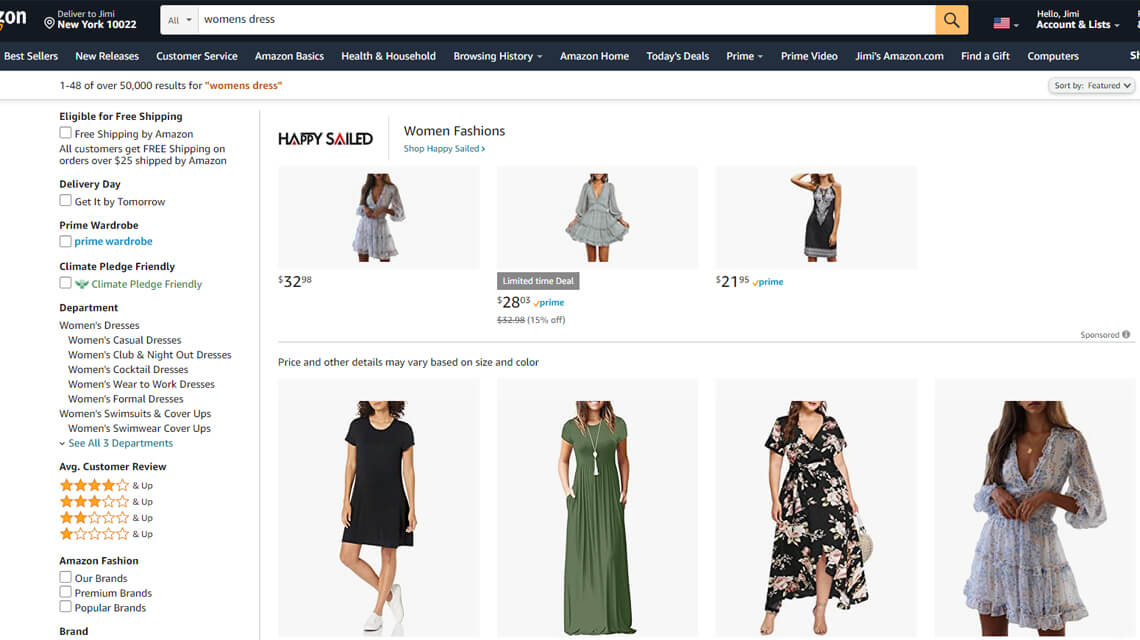 zon
Deliver to Jimi
New York 10022
All
womens dress
Hello, Jimi
Account & Lists
Best Sellers
New Releases
Customer Service
Amazon Basics
Health & Household
Browsing History
Amazon Home
Today's Deals
Prime
Prime Video
Jimi's Amazon.com
Find a Gift
Computers
1-48 of over 50,000 results for "womens dress"
Sort by: Featured
Eligible for Free Shipping
Free Shipping by Amazon
All customers get FREE Shipping on
orders over $25 shipped by Amazon
Delivery Day
Get It by Tomorrow
Prime Wardrobe
prime wardrobe
Climate Pledge Friendly
Climate Pledge Friendly
Department
Women's Dresses
Women's Casual Dresses
Women's Club & Night Out Dresses
Women's Cocktail Dresses
Women's Wear to Work Dresses
Women's Formal Dresses
Women's Swimsuits & Cover Ups
Women's Swimwear Cover Ups
See All 3 Departments
Avg. Customer Review
& Up
& Up
& Up
& Up
Amazon Fashion
Our Brands
Premium Brands
Popular Brands
Brand
HAPPY SAILED
Women Fashions
Shop Happy Sailed ›
$3298
Limited time Deal
$2803 prime
$32.98 (15% off)
$2195 prime
Sponsored
Price and other details may vary based on size and color